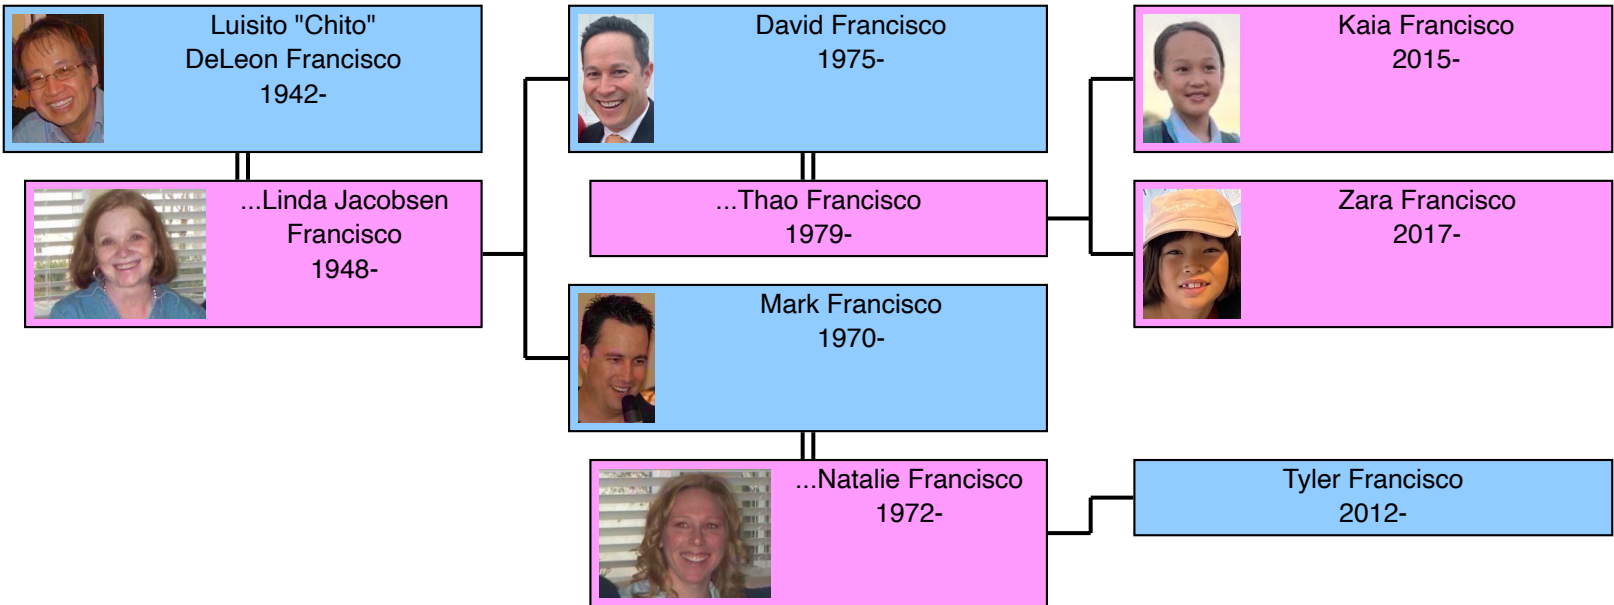 Luisito "Chito"
DeLeon Francisco
1942-
...Linda Jacobsen
Francisco
1948-
David Francisco
1975-
...Thao Francisco
1979-
Mark Francisco
1970-
...Natalie Francisco
1972-
Kaia Francisco
2015-
Zara Francisco
2017-
Tyler Francisco
2012-